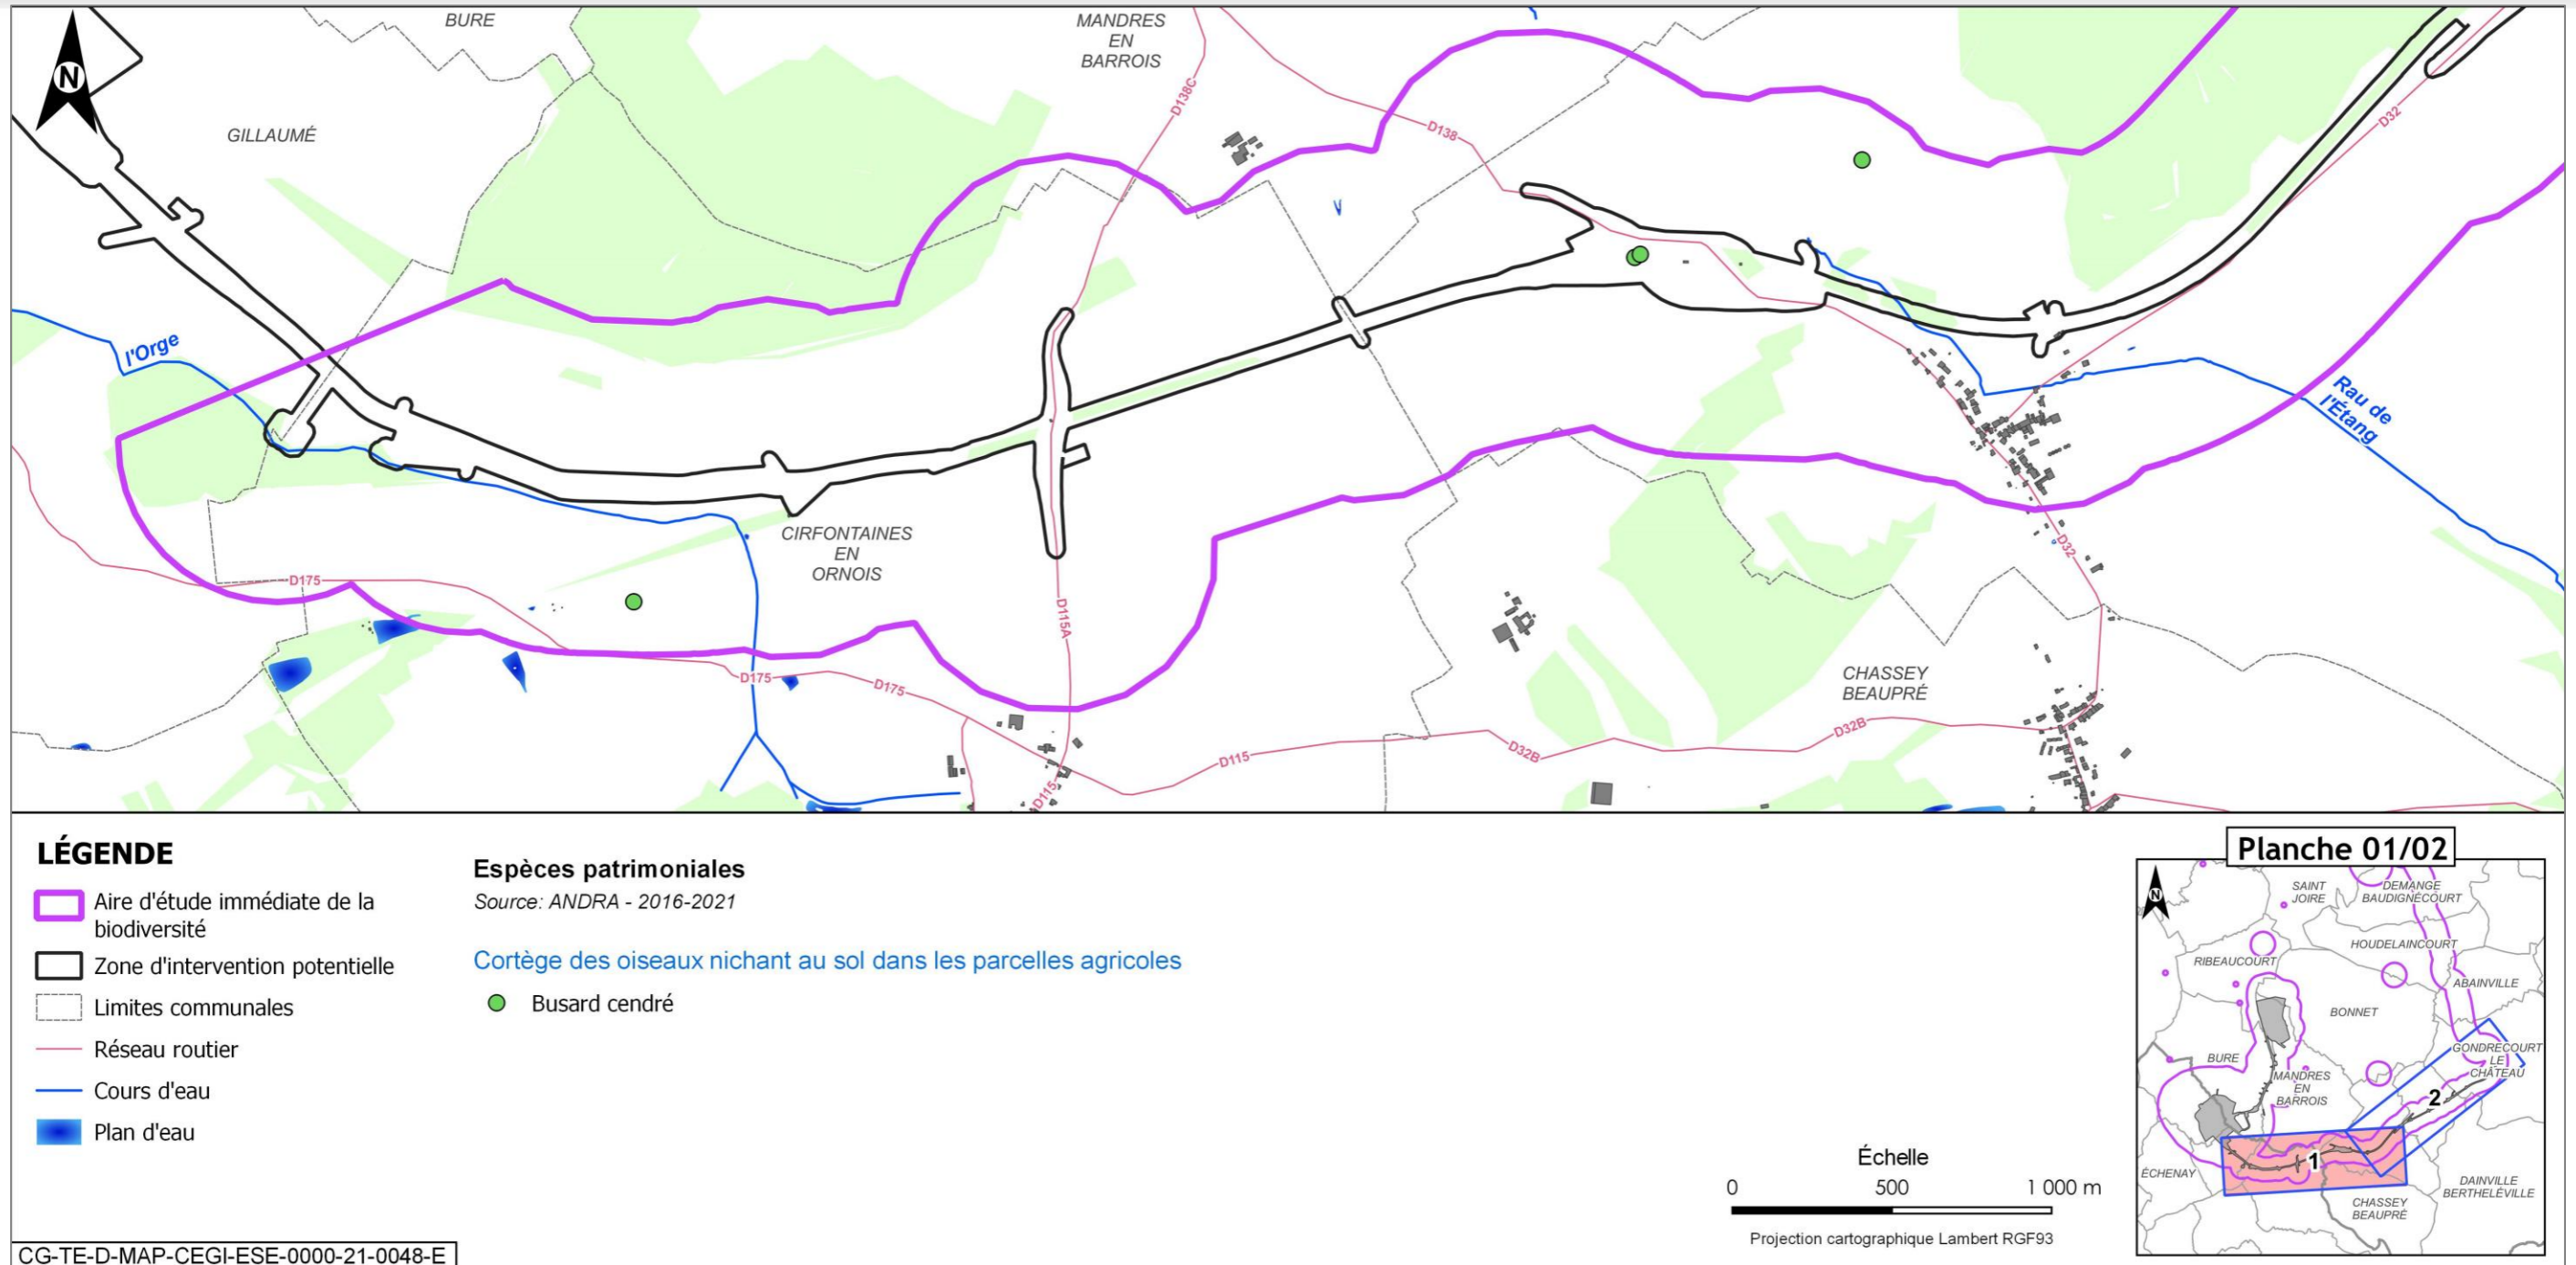 BURE
MANDRES
EN
BARROIS
N
GILLAUMÉ
D138C
D138
D32
l'Orge
Rau de
l'Étang
CIRFONTAINES
EN
ORNOIS
D175
D32
D115A
D175
D175
CHASSEY
BEAUPRÉ
D115
D32B
D32B
D115
LÉGENDE
Aire d'étude immédiate de la
biodiversité
Zone d'intervention potentielle
Limites communales
Réseau routier
Cours d'eau
Plan d'eau
Espèces patrimoniales
Source: ANDRA - 2016-2021
Cortège des oiseaux nichant au sol dans les parcelles agricoles
Busard cendré
Échelle
0 500 1 000 m
Projection cartographique Lambert RGF93
Planche 01/02
N
SAINT
JOIRE
DEMANGE
BAUDIGNÉCOURT
HOUDELAINCOURT
RIBEAUCOURT
ABAINVILLE
BONNET
BURE
GONDRECOURT
LE
CHÂTEAU
MANDRES
EN
BARROIS
2
1
ÉCHENAY
DAINVILLE
BERTHELÉVILLE
CHASSEY
BEAUPRÉ
CG-TE-D-MAP-CEGI-ESE-0000-21-0048-E